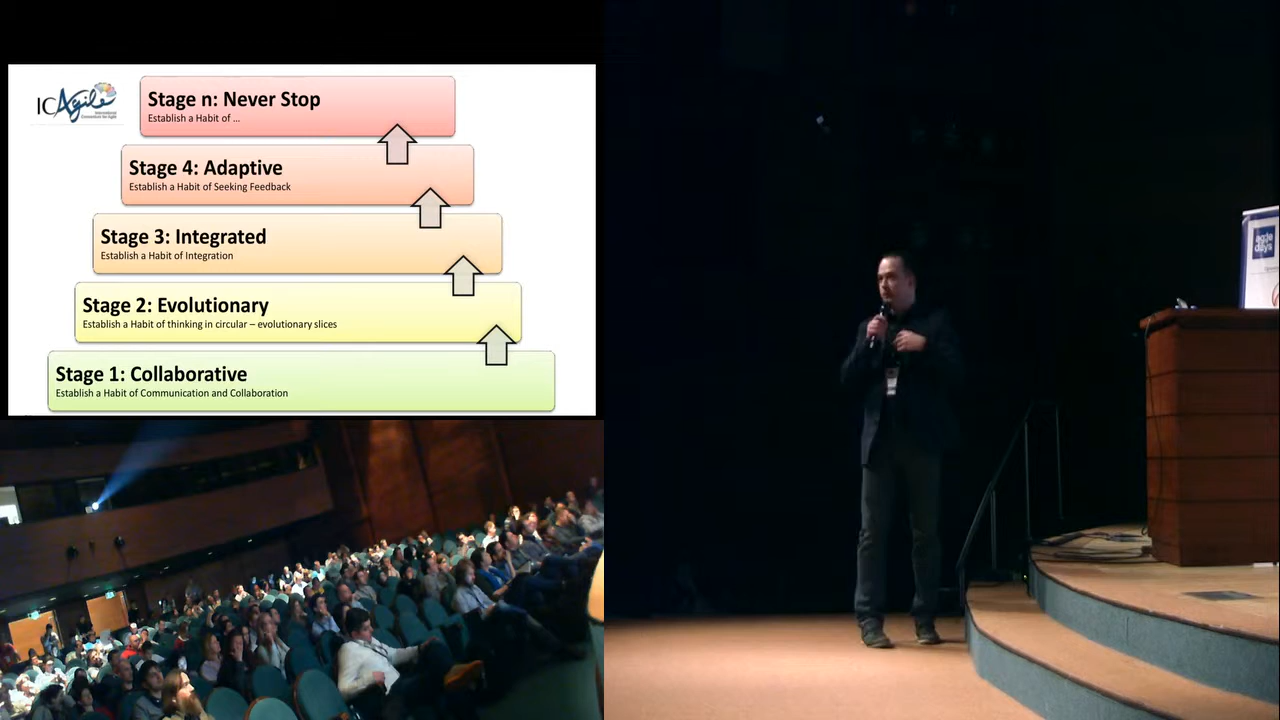 ICAgile
Stage n: Never Stop
Establish a Habit of ...
Stage 4: Adaptive
Establish a Habit of Seeking Feedback
Stage 3: Integrated
Establish a Habit of Integration
Stage 2: Evolutionary
Establish a Habit of thinking in circular – evolutionary slices
Stage 1: Collaborative
Establish a Habit of Communication and Collaboration
agile
days